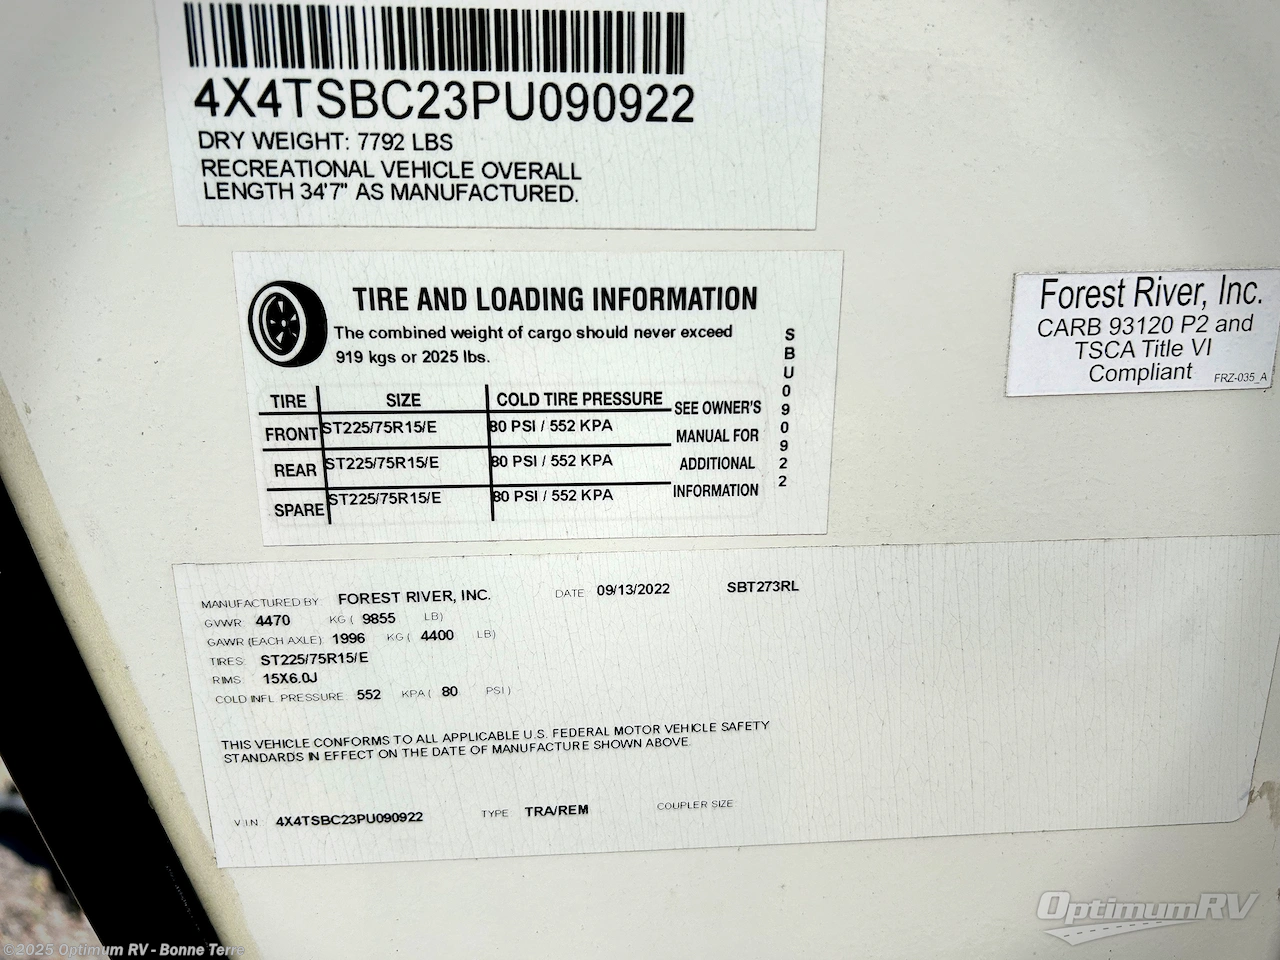 4X4TSBC23PU090922
DRY WEIGHT: 7792 LBS
RECREATIONAL VEHICLE OVERALL
LENGTH 34'7" AS MANUFACTURED.
TIRE AND LOADING INFORMATION
The combined weight of cargo should never exceed
919 kgs or 2025 lbs.
TIRE SIZE COLD TIRE PRESSURE
FRONT ST225/75R15/E 80 PSI / 552 KPA
REAR ST225/75R15/E 80 PSI / 552 KPA
SPARE ST225/75R15/E 80 PSI / 552 KPA
SEE OWNER'S
MANUAL FOR
ADDITIONAL
INFORMATION
SBU090922
Forest River, Inc.
CARB 93120 P2 and
TSCA Title VI
Compliant
FRZ-035_A
MANUFACTURED BY FOREST RIVER, INC. DATE 09/13/2022 SBT273RL
GVWR 4470 KG ( 9855 LB)
GAWR (EACH AXLE) 1996 KG ( 4400 LB)
TIRES ST225/75R15/E
RIMS 15X6.0J
COLD INFL PRESSURE 552 KPA ( 80 PSI )
THIS VEHICLE CONFORMS TO ALL APPLICABLE U.S. FEDERAL MOTOR VEHICLE SAFETY
STANDARDS IN EFFECT ON THE DATE OF MANUFACTURE SHOWN ABOVE
V.I.N. 4X4TSBC23PU090922 TYPE TRA/REM COUPLER SIZE
OptimumRV
©2025 Optimum RV - Bonne Terre